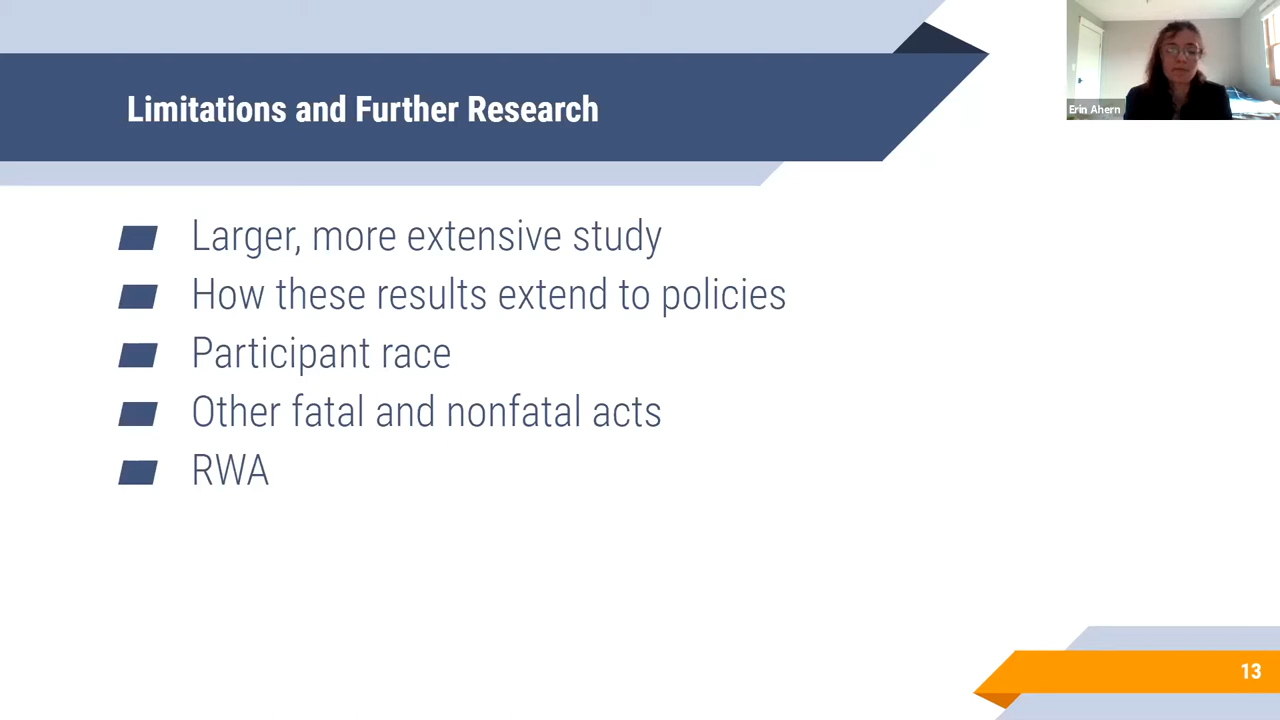 Limitations and Further Research
Erin Ahern
Larger, more extensive study
How these results extend to policies
Participant race
Other fatal and nonfatal acts
RWA
13